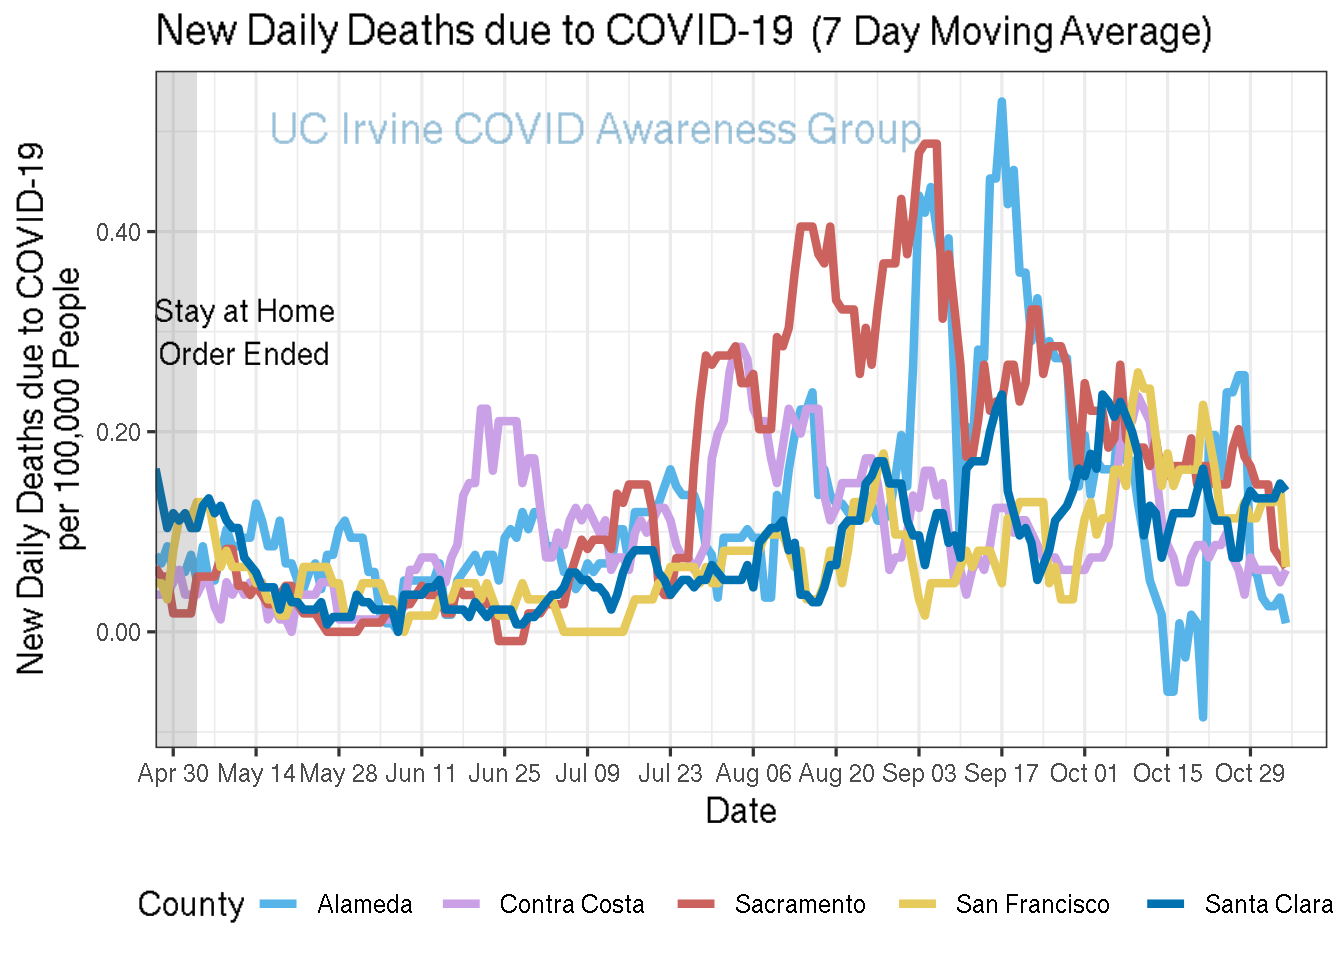 New Daily Deaths due to COVID-19 (7 Day Moving Average)
UC Irvine COVID Awareness Group
New Daily Deaths due to COVID-19
per 100,000 People
0.40
0.20
0.00
Stay at Home
Order Ended
Apr 30 May 14 May 28 Jun 11 Jun 25 Jul 09 Jul 23 Aug 06 Aug 20 Sep 03 Sep 17 Oct 01 Oct 15 Oct 29
Date
County Alameda Contra Costa Sacramento San Francisco Santa Clara